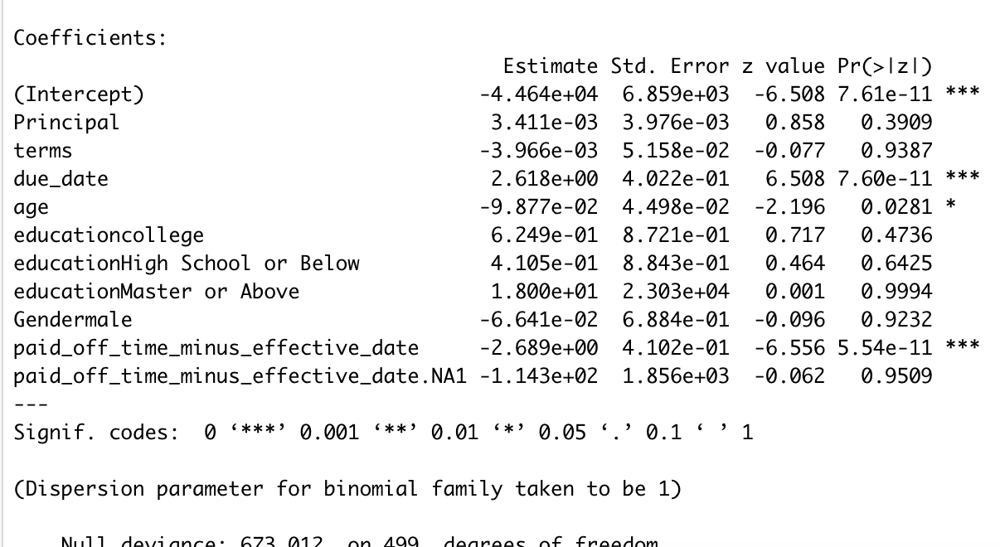 Coefficients:
                                       Estimate Std. Error z value Pr(>|z|)
(Intercept)                          -4.464e+04  6.859e+03  -6.508 7.61e-11 ***
Principal                             3.411e-03  3.976e-03   0.858   0.3909
terms                                -3.966e-03  5.158e-02  -0.077   0.9387
due_date                              2.618e+00  4.022e-01   6.508 7.60e-11 ***
age                                  -9.877e-02  4.498e-02  -2.196   0.0281 *
educationcollege                      6.249e-01  8.721e-01   0.717   0.4736
educationHigh School or Below         4.105e-01  8.843e-01   0.464   0.6425
educationMaster or Above              1.800e+01  2.303e+04   0.001   0.9994
Gendermale                           -6.641e-02  6.884e-01  -0.096   0.9232
paid_off_time_minus_effective_date   -2.689e+00  4.102e-01  -6.556 5.54e-11 ***
paid_off_time_minus_effective_date.NA1 -1.143e+02  1.856e+03  -0.062   0.9509
---
Signif. codes:  0 ‘***’ 0.001 ‘**’ 0.01 ‘*’ 0.05 ‘.’ 0.1 ‘ ’ 1
(Dispersion parameter for binomial family taken to be 1)
Null deviance: 673.012  on 499  degrees of freedom